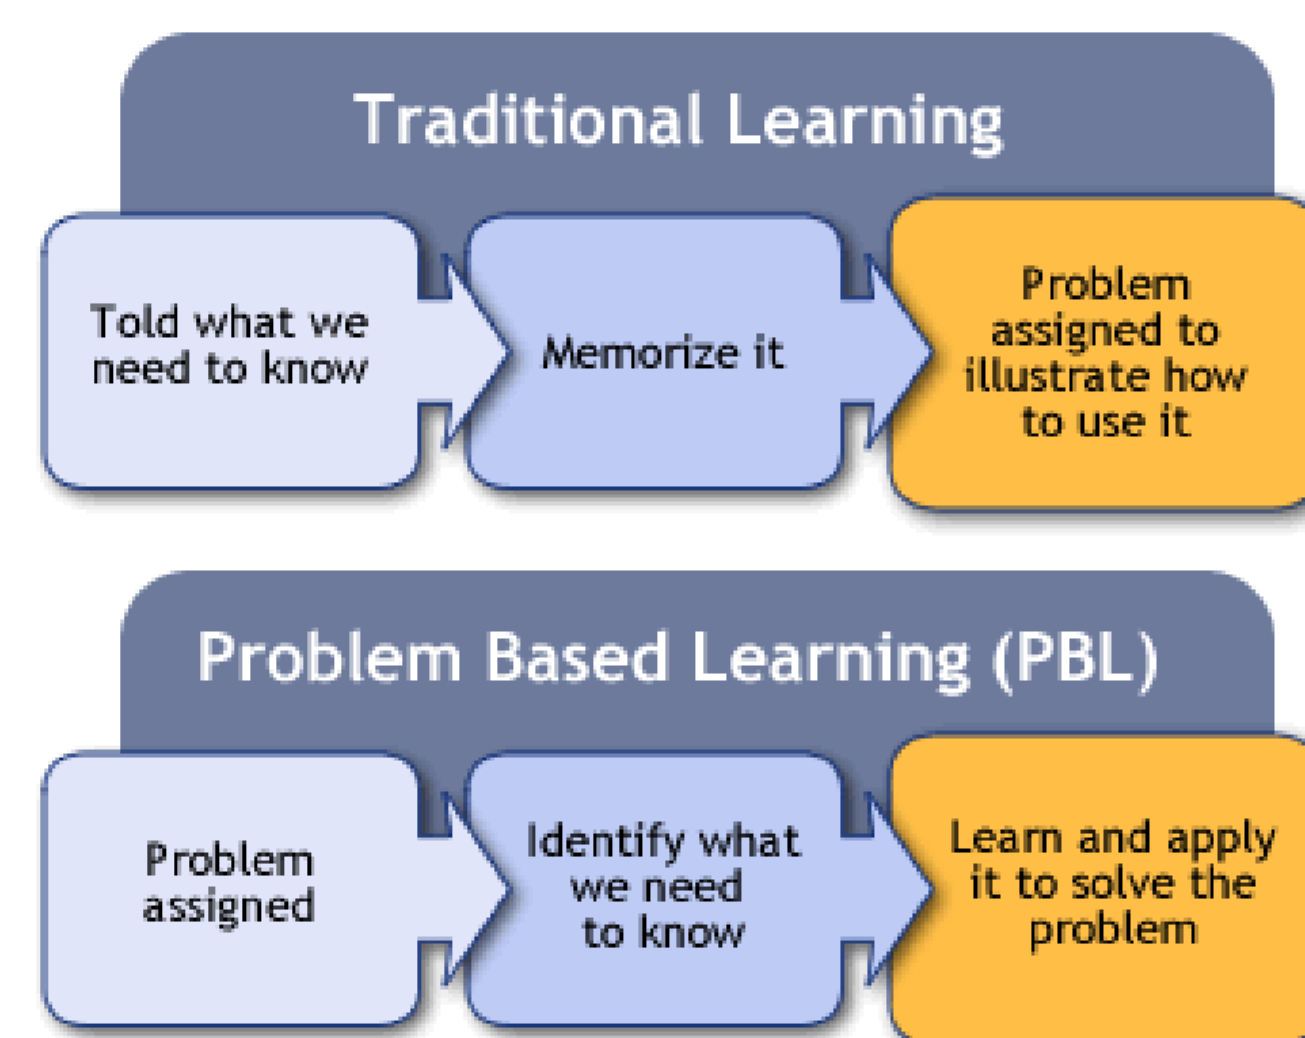 Traditional Learning
Told what we
need to know
Memorize it
Problem
assigned to
illustrate how
to use it
Problem Based Learning (PBL)
Problem
assigned
Identify what
we need
to know
Learn and apply
it to solve the
problem